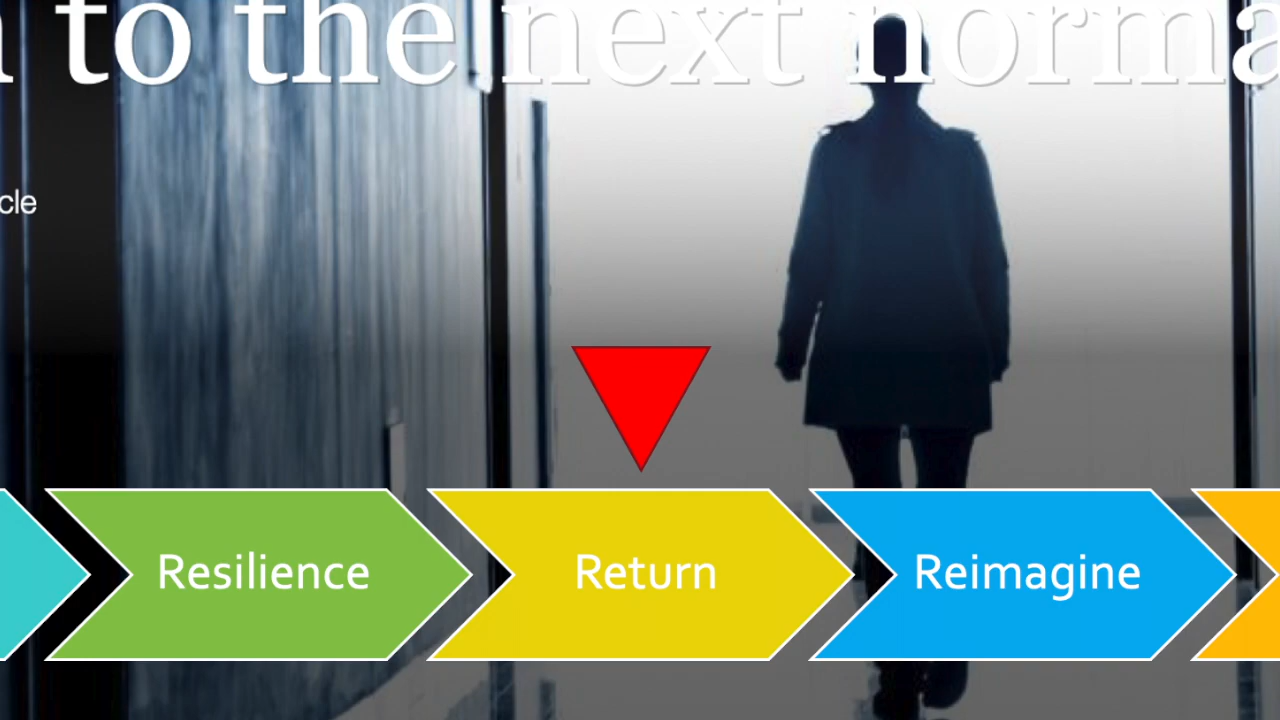 to the next norma
cle
Resilience
Return
Reimagine